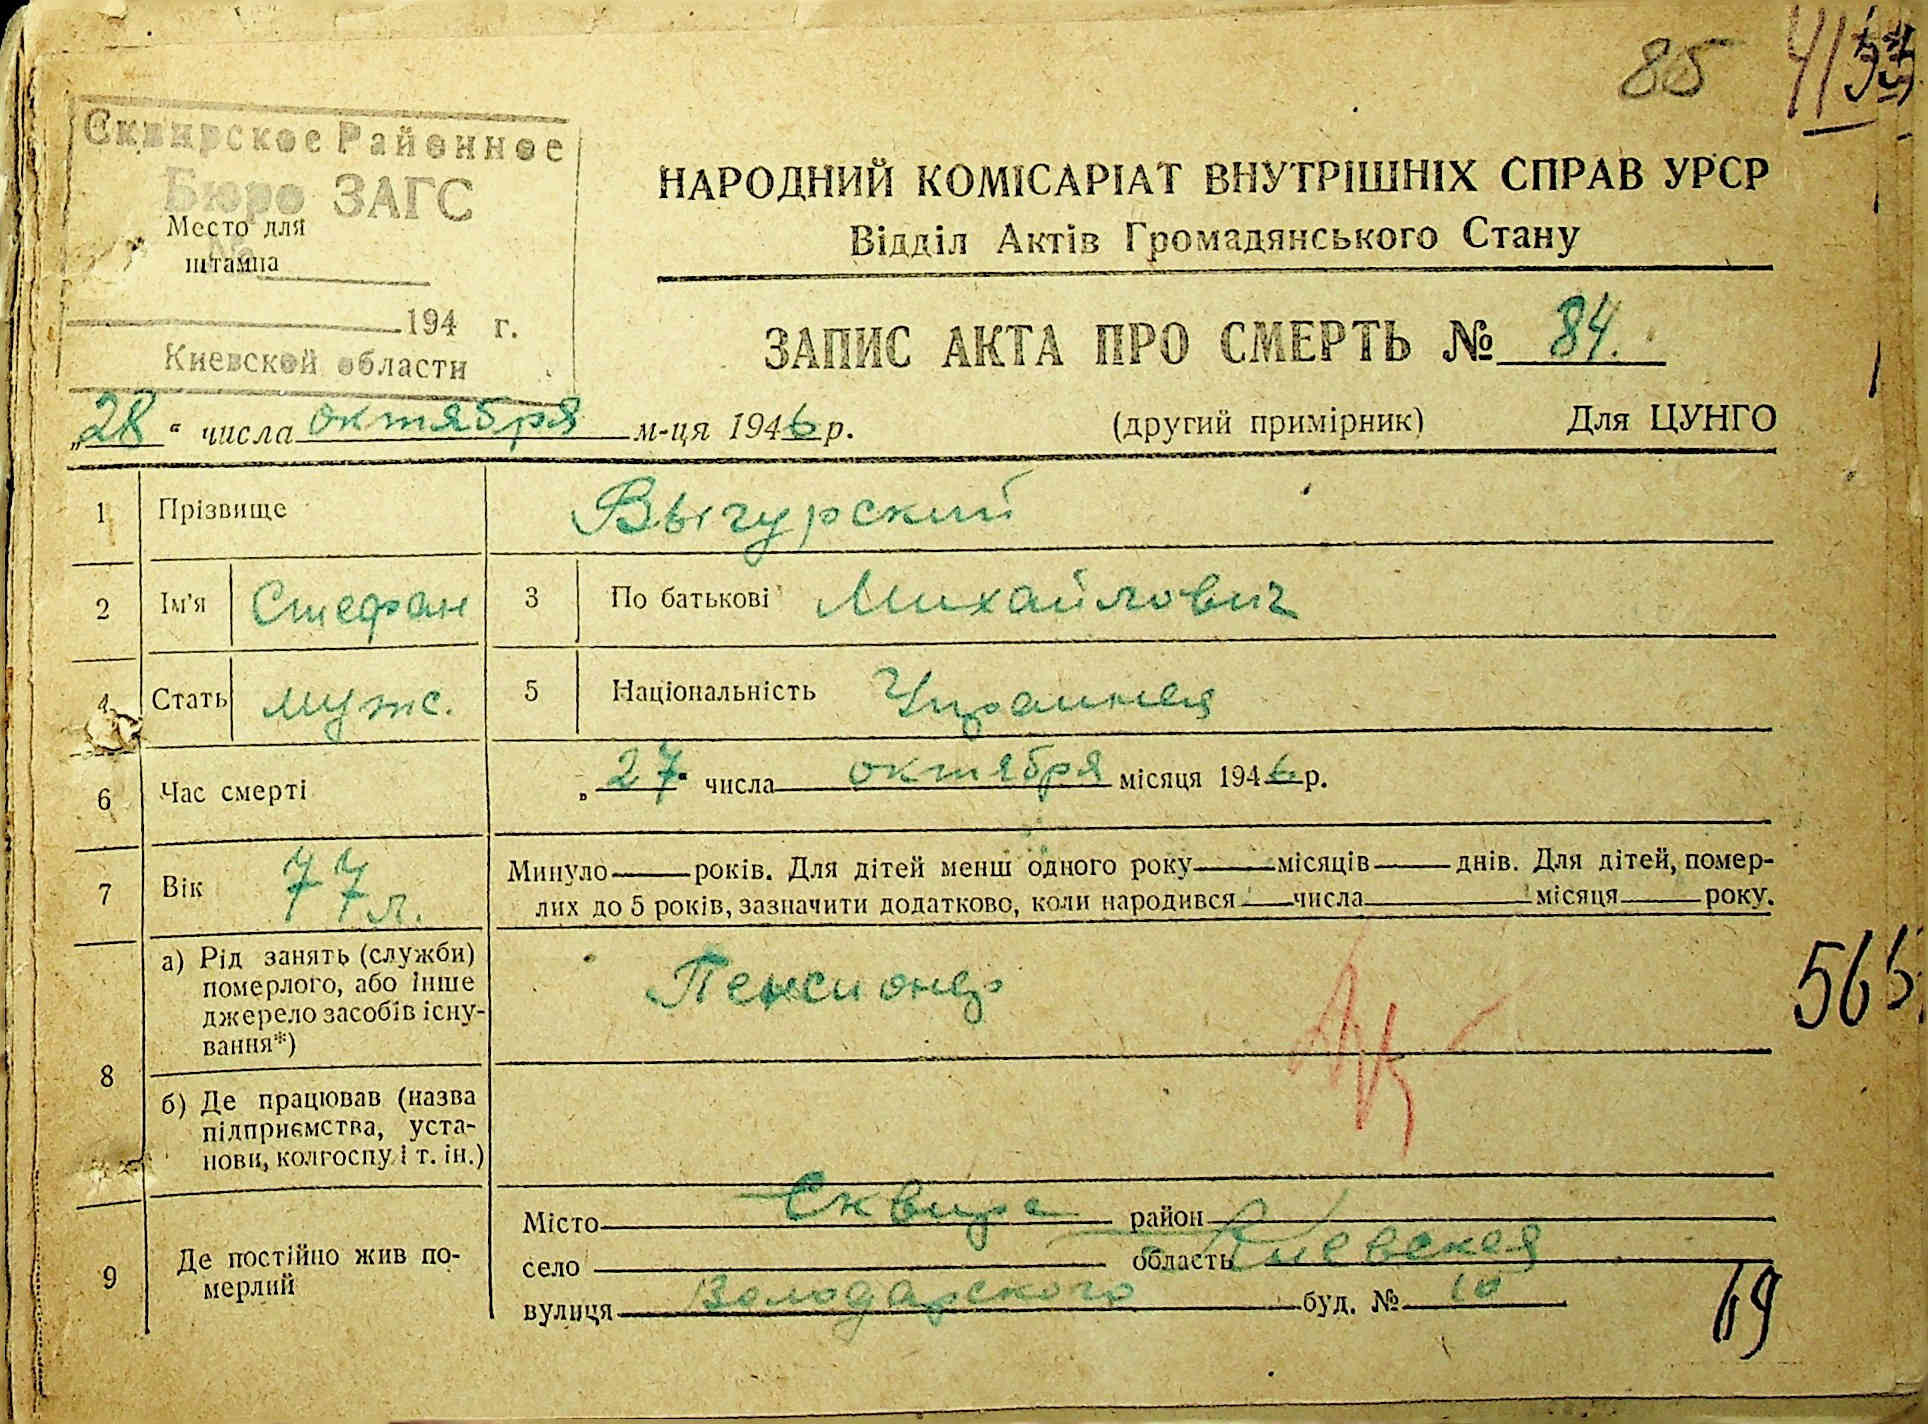 85 4153
Сквирское Районное
Бюро ЗАГС
Место для
штампа
№
194 г.
Киевской области
НАРОДНИЙ КОМІСАРІАТ ВНУТРІШНІХ СПРАВ УРСР
Відділ Актів Громадянського Стану
ЗАПИС АКТА ПРО СМЕРТЬ № 84.
„28“ числа октября м-ця 1946 р. (другий примірник) Для ЦУНГО
1 Прізвище Вычурский
2 Ім'я Стефан 3 По батькові Михайлович
4 Стать муж. 5 Національність Украинец
6 Час смерті „27“ числа октября місяця 1946 р.
7 Вік 77 л. Минуло років. Для дітей менш одного року місяців днів. Для дітей, помер-
лих до 5 років, зазначити додатково, коли народився числа місяця року.
8 а) Рід занять (служби)
померлого, або інше
джерело засобів існу-
вання*)
Пенсионер
565
б) Де працював (назва
підприємства, уста-
нови, колгоспу і т. ін.)
9 Де постійно жив по-
мерлий
Місто Сквира район
село область Киевская
вулиця Володарского буд. № 10
69